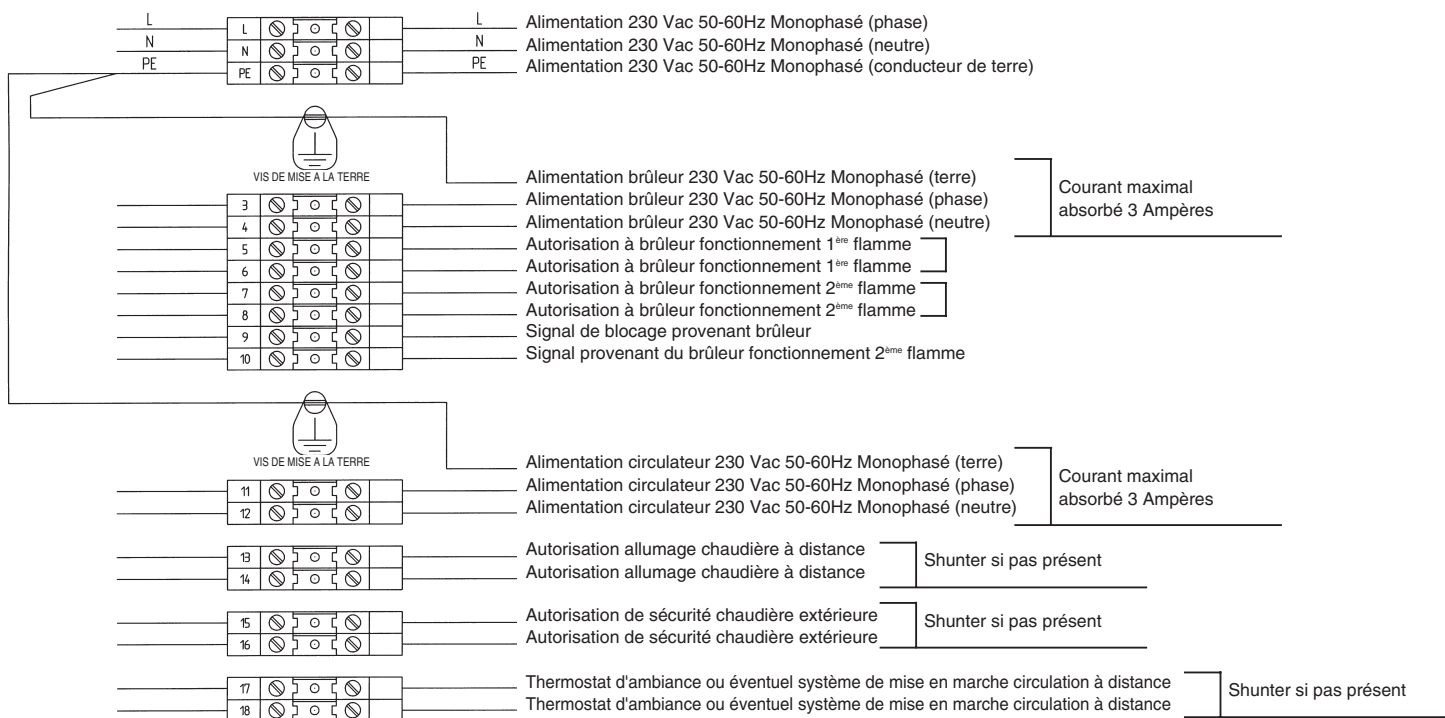 L L L Alimentation 230 Vac 50-60Hz Monophasé (phase)
N N N Alimentation 230 Vac 50-60Hz Monophasé (neutre)
PE PE PE Alimentation 230 Vac 50-60Hz Monophasé (conducteur de terre)
VIS DE MISE A LA TERRE
Alimentation brûleur 230 Vac 50-60Hz Monophasé (terre)
3 Alimentation brûleur 230 Vac 50-60Hz Monophasé (phase)
4 Alimentation brûleur 230 Vac 50-60Hz Monophasé (neutre)
Courant maximal
absorbé 3 Ampères
5 Autorisation à brûleur fonctionnement 1ère flamme
6 Autorisation à brûleur fonctionnement 1ère flamme
7 Autorisation à brûleur fonctionnement 2ème flamme
8 Autorisation à brûleur fonctionnement 2ème flamme
9 Signal de blocage provenant brûleur
10 Signal provenant du brûleur fonctionnement 2ème flamme
VIS DE MISE A LA TERRE
Alimentation circulateur 230 Vac 50-60Hz Monophasé (terre)
11 Alimentation circulateur 230 Vac 50-60Hz Monophasé (phase)
12 Alimentation circulateur 230 Vac 50-60Hz Monophasé (neutre)
Courant maximal
absorbé 3 Ampères
13 Autorisation allumage chaudière à distance
14 Autorisation allumage chaudière à distance
Shunter si pas présent
15 Autorisation de sécurité chaudière extérieure
16 Autorisation de sécurité chaudière extérieure
Shunter si pas présent
17 Thermostat d'ambiance ou éventuel système de mise en marche circulation à distance
18 Thermostat d'ambiance ou éventuel système de mise en marche circulation à distance
Shunter si pas présent